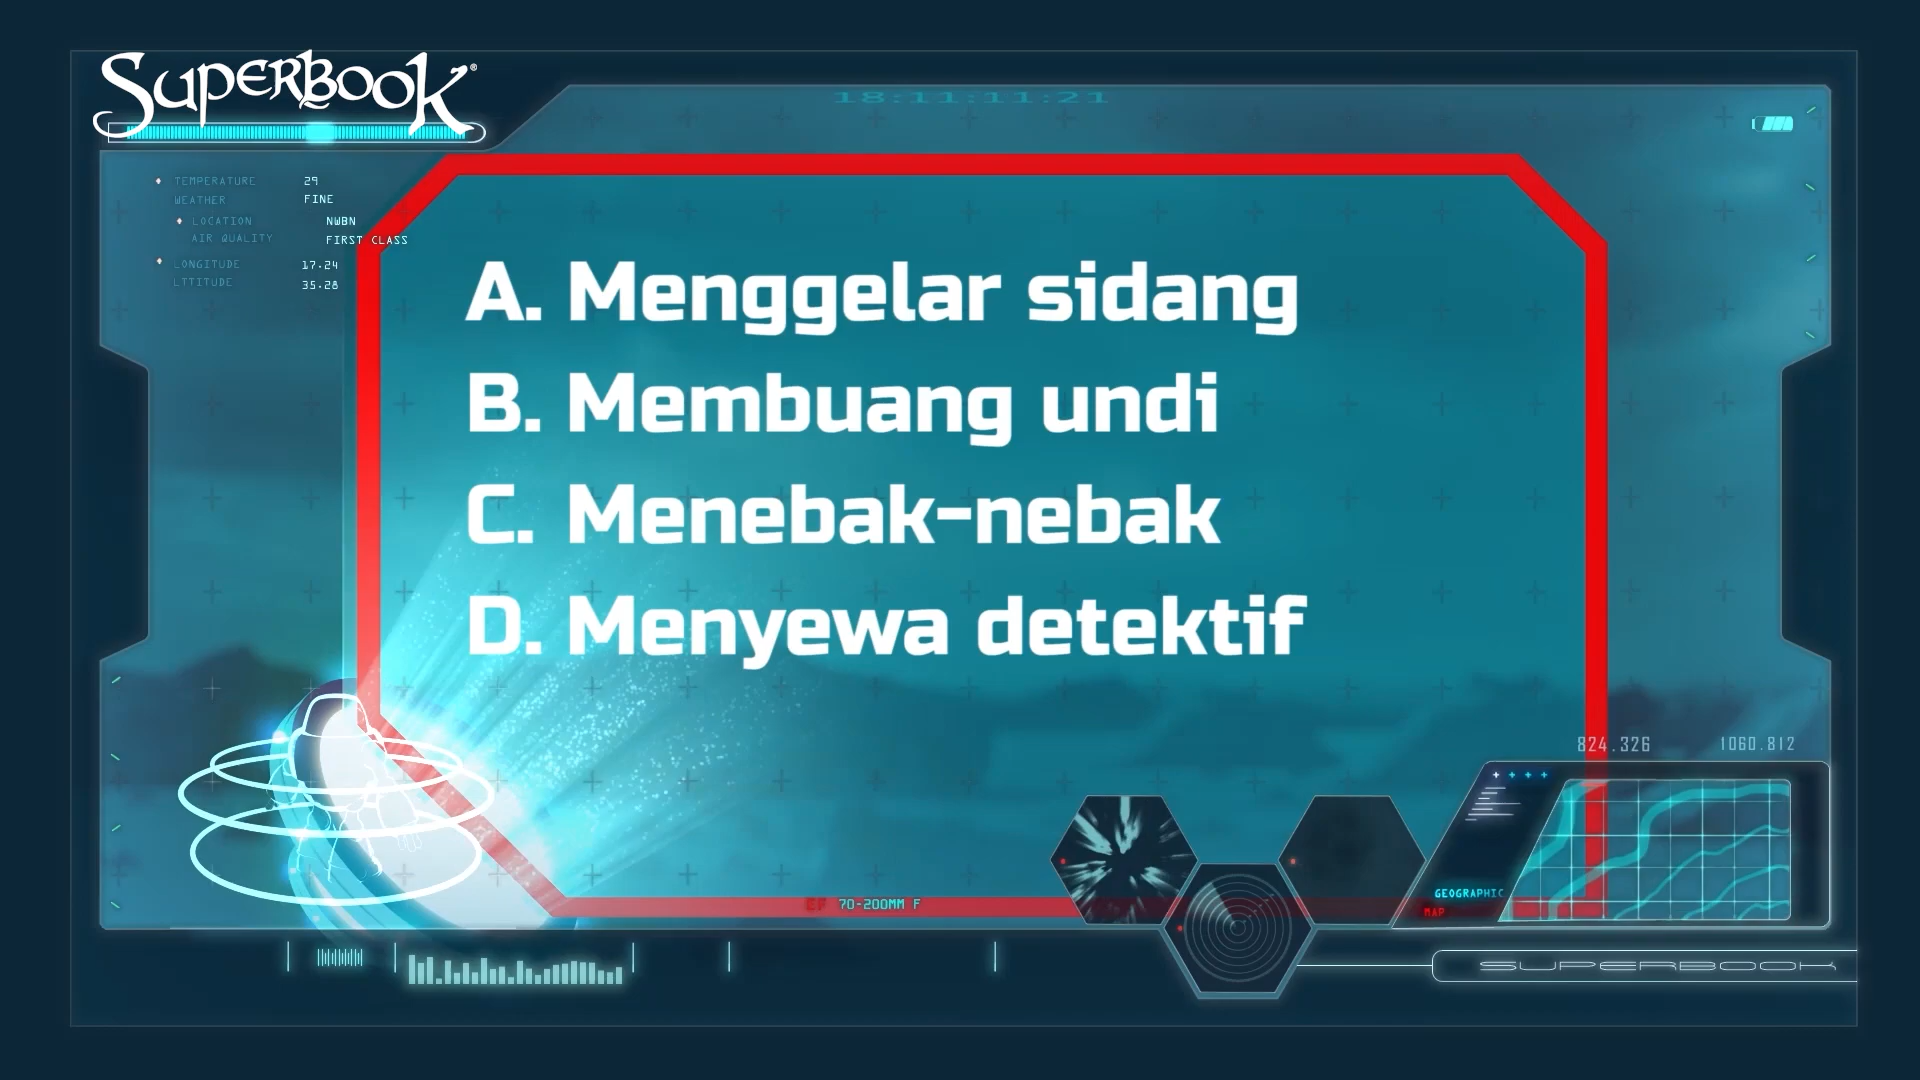 SUPERBOOK®
18:11:11:21
TEMPERATURE 29
WEATHER FINE
LOCATION NWBN
AIR QUALITY FIRST CLASS
LONGITUDE 17.24
LTTITUDE 35.28
A. Menggelar sidang
B. Membuang undi
C. Menebak-nebak
D. Menyewa detektif
824.326 1060.812
GEOGRAPHIC
MAP
EF 70-200MM F
SUPERBOOK